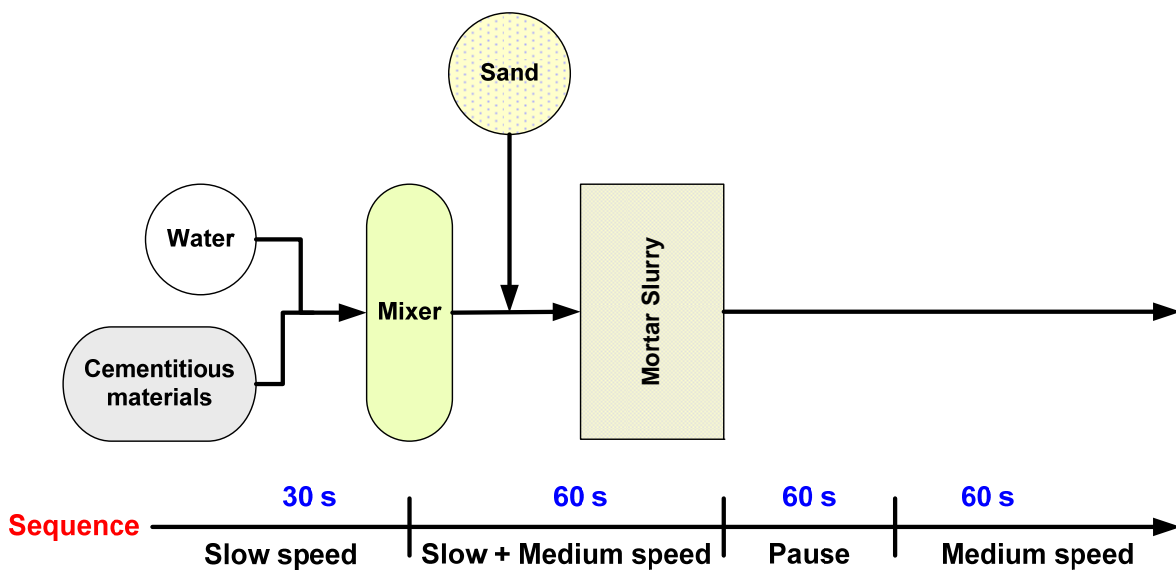 Sand
Water
Mixer
Mortar Slurry
Cementitious
materials
30 s
60 s
60 s
60 s
Sequence
Slow speed
Slow + Medium speed
Pause
Medium speed